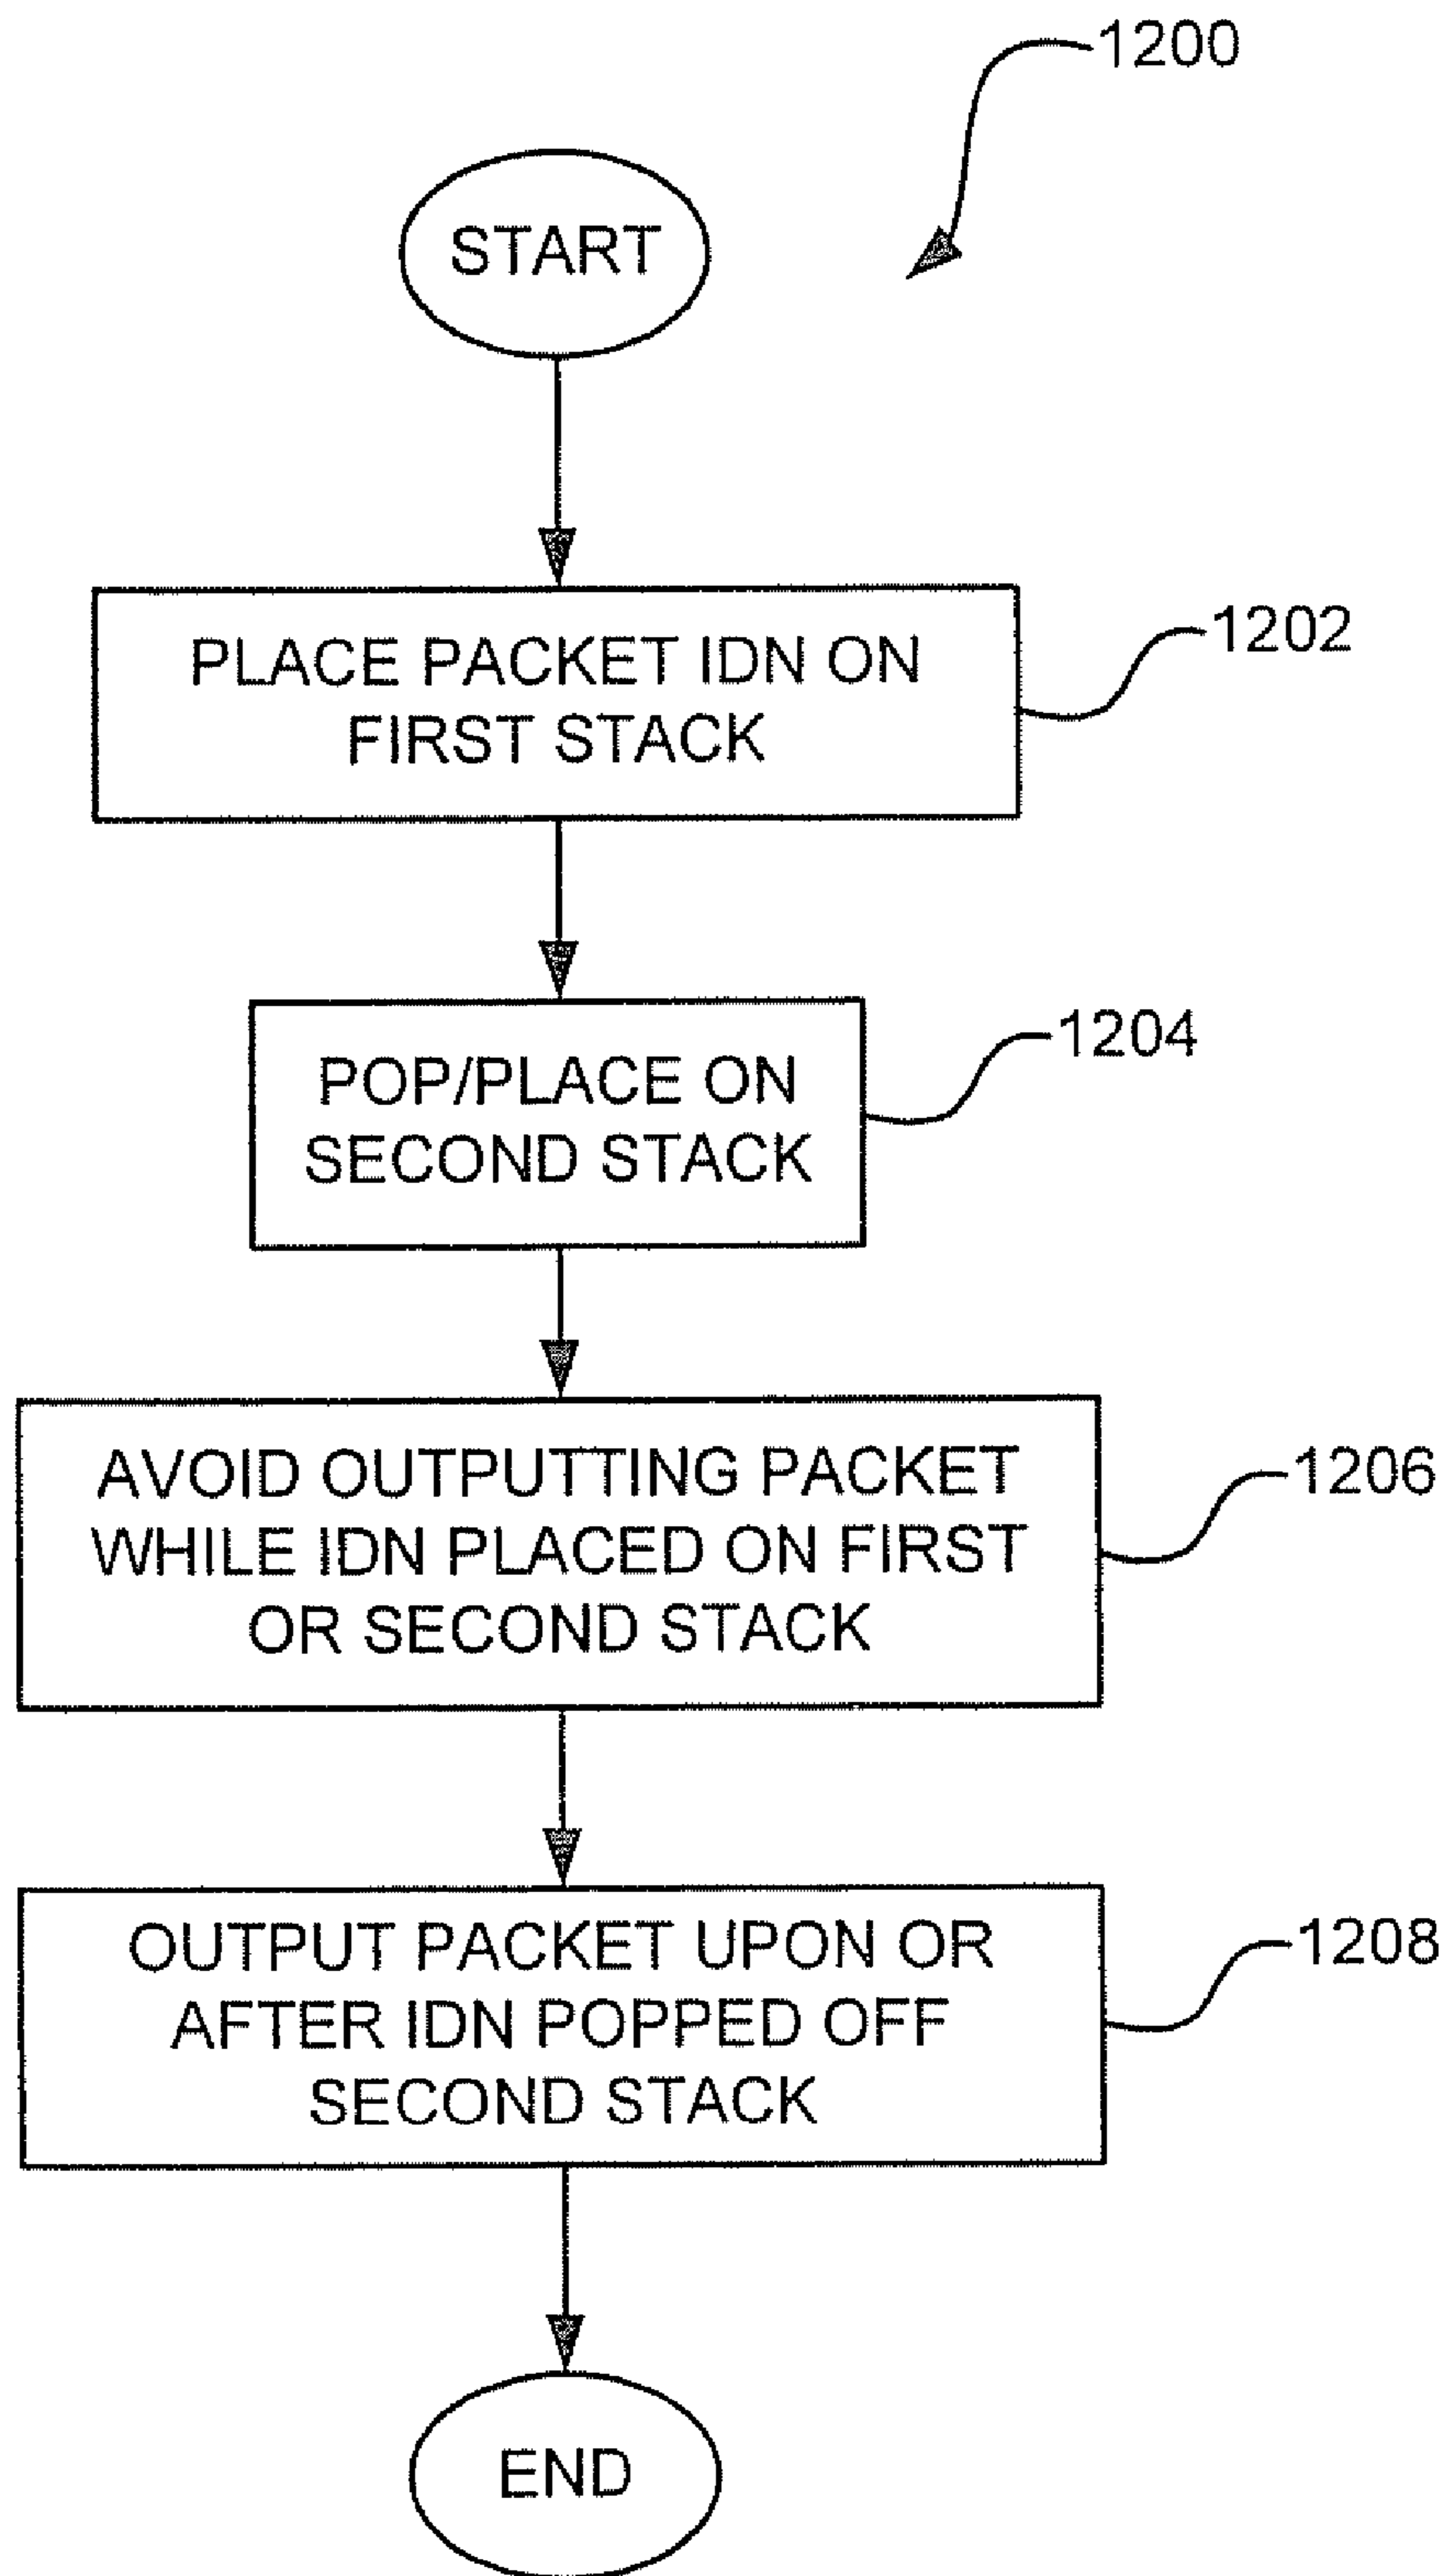 1200
START
PLACE PACKET IDN ON
FIRST STACK
1202
POP/PLACE ON
SECOND STACK
1204
AVOID OUTPUTTING PACKET
WHILE IDN PLACED ON FIRST
OR SECOND STACK
1206
OUTPUT PACKET UPON OR
AFTER IDN POPPED OFF
SECOND STACK
1208
END